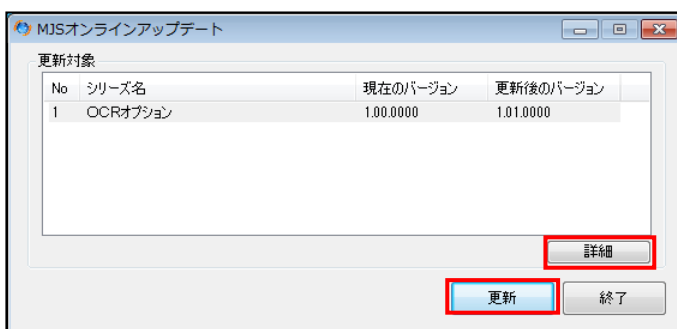 MJSオンラインアップデート
更新対象
No シリーズ名 現在のバージョン 更新後のバージョン
1 OCRオプション 1.00.0000 1.01.0000
詳細
更新 終了